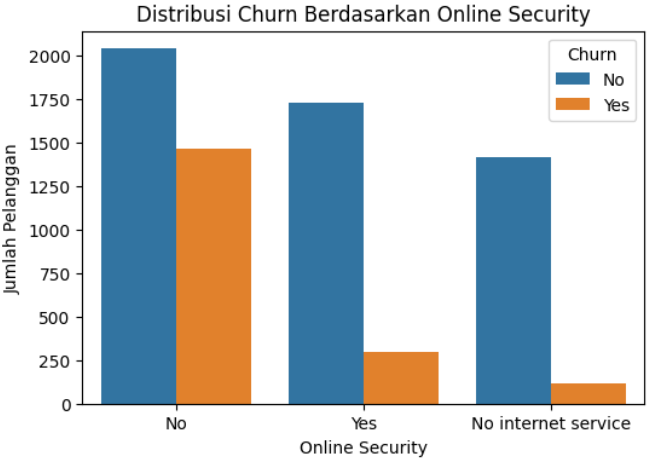 Distribusi Churn Berdasarkan Online Security
Churn
No
Yes
Jumlah Pelanggan
2000
1750
1500
1250
1000
750
500
250
0
No
Yes
No internet service
Online Security